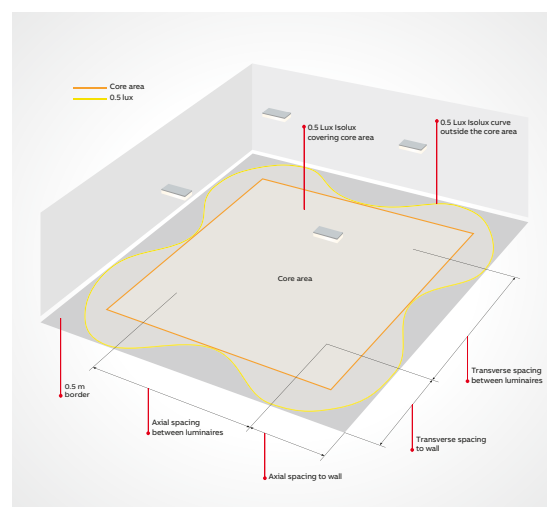 Core area
0.5 lux
0.5 Lux Isolux
covering core area
0.5 Lux Isolux curve
outside the core area
Core area
0.5 m
border
Axial spacing
between luminaires
Axial spacing to wall
Transverse spacing
to wall
Transverse spacing
between luminaires